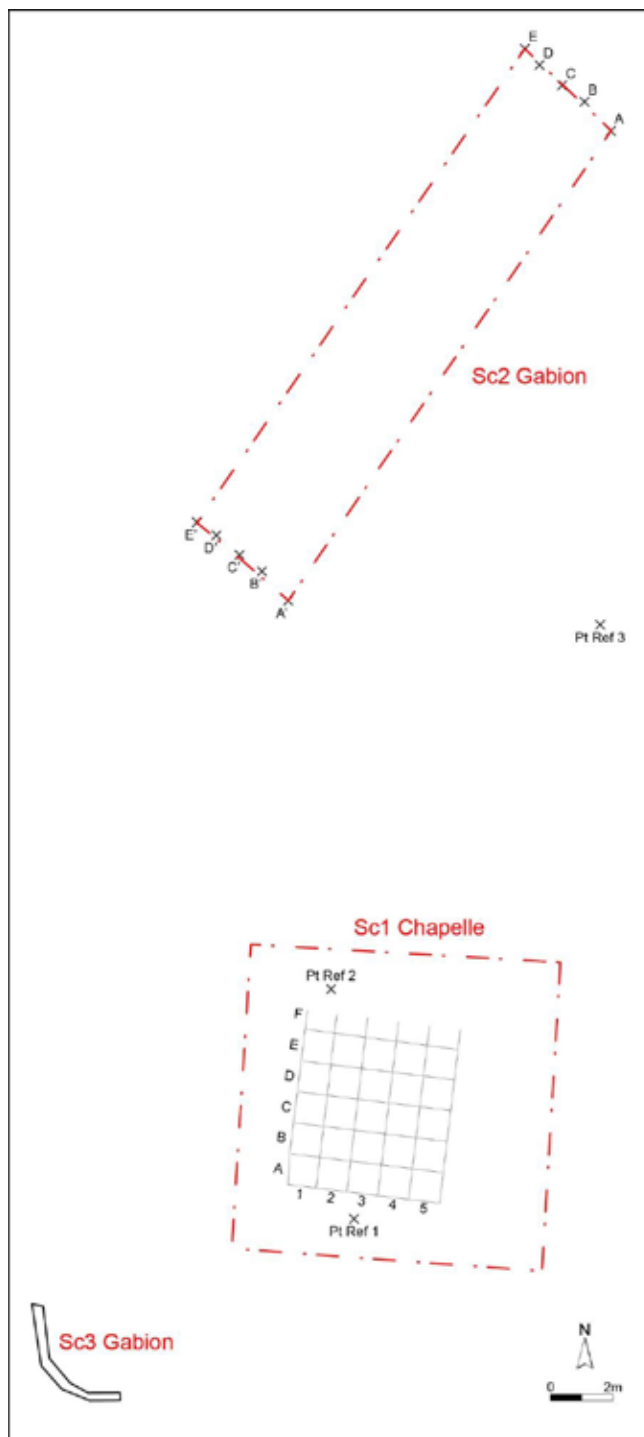 E
D
C
B
A
Sc2 Gabion
E'
D'
C'
B'
A'
Pt Ref 3
Sc1 Chapelle
Pt Ref 2
F
E
D
C
B
A
1 2 3 4 5
Pt Ref 1
Sc3 Gabion
N
0 2m